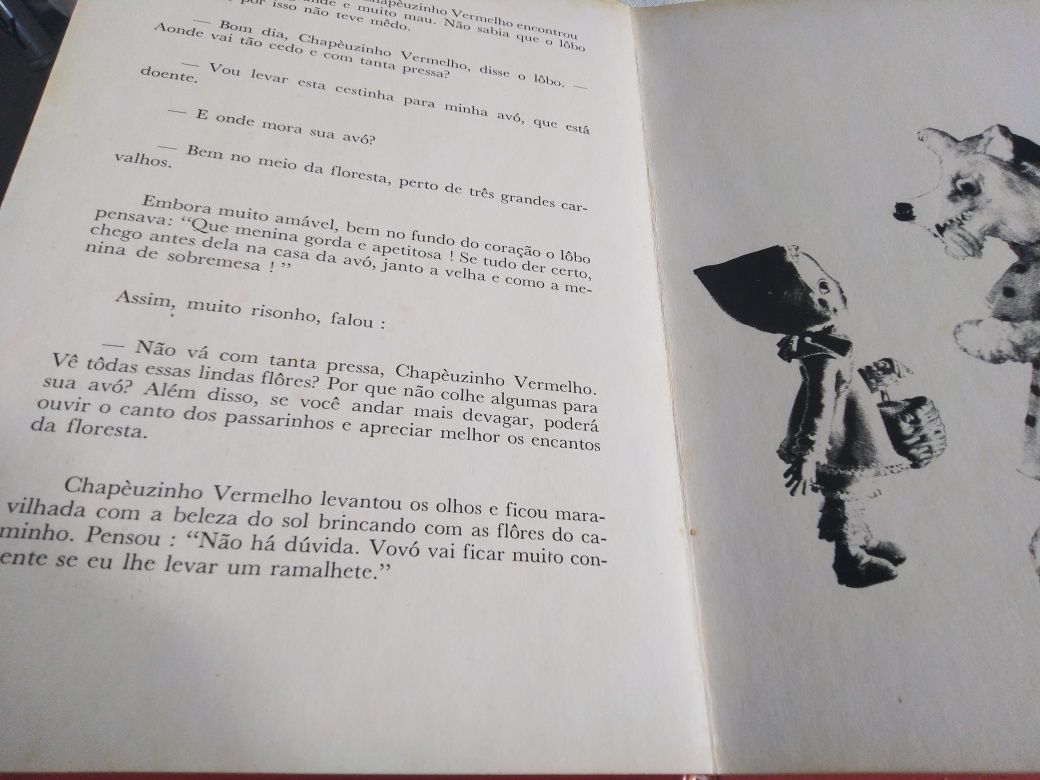 Chapèuzinho Vermelho encontrou
e muito mau. Não sabia que o lôbo
por isso não teve mêdo.
— Bom dia, Chapèuzinho Vermelho, disse o lôbo. —
Aonde vai tão cedo e com tanta pressa?
— Vou levar esta cestinha para minha avó, que está
doente.
— E onde mora sua avó?
— Bem no meio da floresta, perto de três grandes car-
valhos.
Embora muito amável, bem no fundo do coração o lôbo
pensava: “Que menina gorda e apetitosa ! Se tudo der certo,
chego antes dela na casa da avó, janto a velha e como a me-
nina de sobremesa ! ”
Assim, muito risonho, falou :
— Não vá com tanta pressa, Chapèuzinho Vermelho.
Vê tôdas essas lindas flôres? Por que não colhe algumas para
sua avó? Além disso, se você andar mais devagar, poderá
ouvir o canto dos passarinhos e apreciar melhor os encantos
da floresta.
Chapèuzinho Vermelho levantou os olhos e ficou mara-
vilhada com a beleza do sol brincando com as flôres do ca-
minho. Pensou : “Não há dúvida. Vovó vai ficar muito con-
ente se eu lhe levar um ramalhete.”